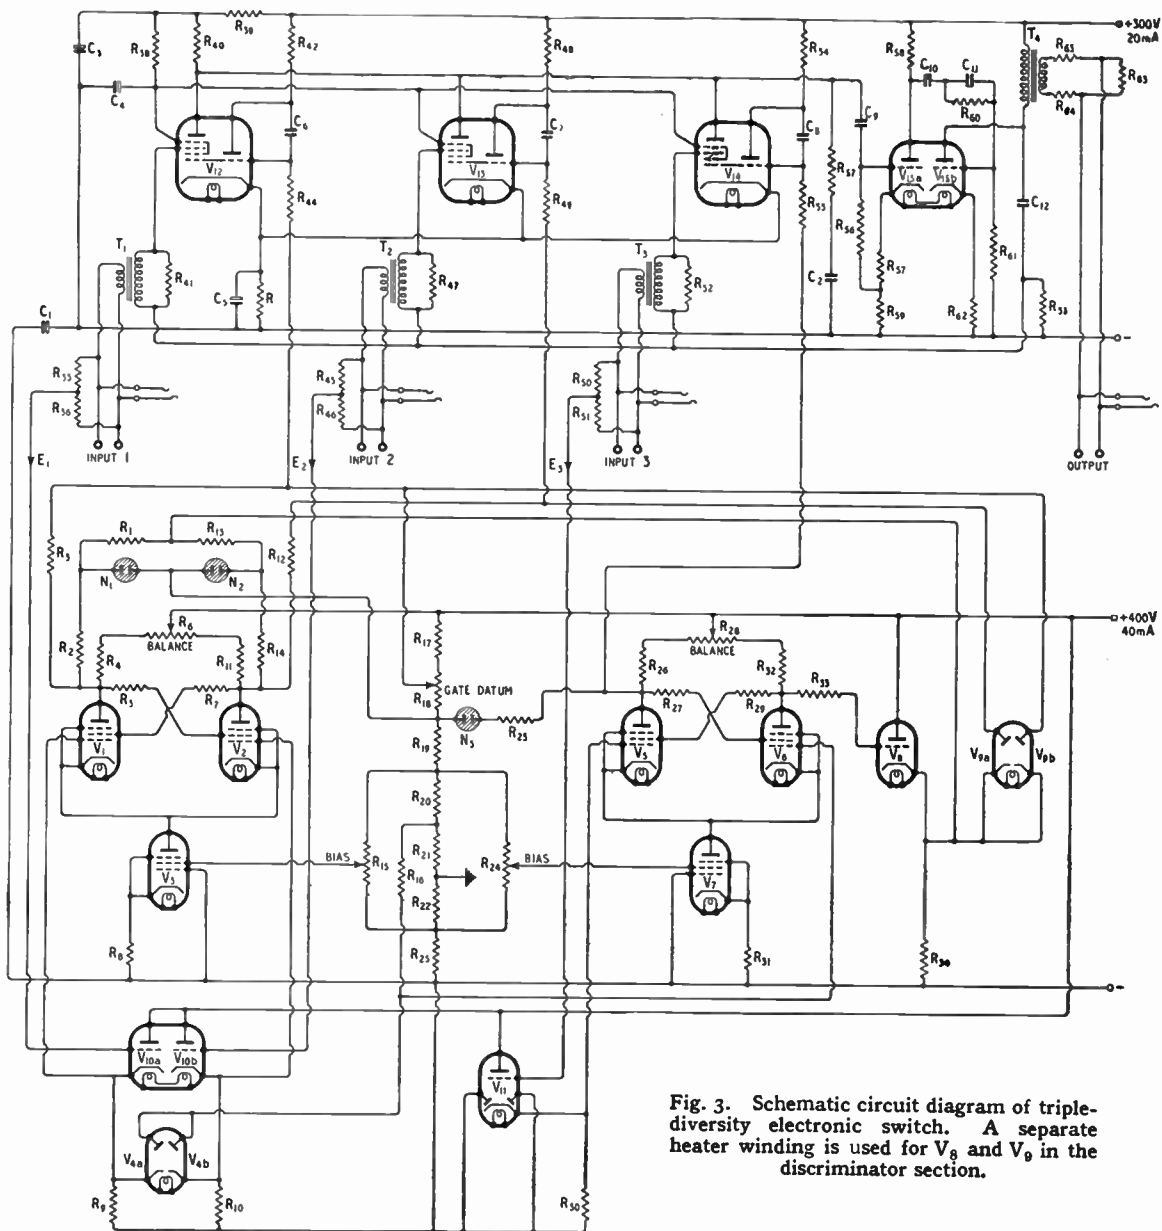 R39
+300V
20mA
C3
R38
R40
R42
R48
R54
R58
C10
C11
T4
R65
R63
R64
C4
C6
C7
C8
C9
R60
V12
V13
V14
V15a
V15b
R44
R49
R55
R57
R56
C12
T1
T2
T3
R41
R47
R52
C5
R
C2
R57
R61
R59
R62
R53
C1
-
R35
R36
R45
R46
R50
R51
E1
INPUT 1
E2
INPUT 2
E3
INPUT 3
OUTPUT
R1
R13
R3
R12
N1
N2
R6
BALANCE
R2
R4
R11
R14
R17
R28
BALANCE
+400V
40mA
R26
R32
R33
R5
R7
GATE DATUM
R18
R27
R29
N3
R25
V1
V2
R19
V5
V6
V8
V9a
V9b
R20
BIAS
R15
R21
R16
R24
BIAS
V3
R22
V7
R8
R25
R31
R30
-
V10a
V10b
V11
V4a
V4b
R9
R10
R30
Fig. 3. Schematic circuit diagram of triple-
diversity electronic switch. A separate
heater winding is used for V8 and V9 in the
discriminator section.